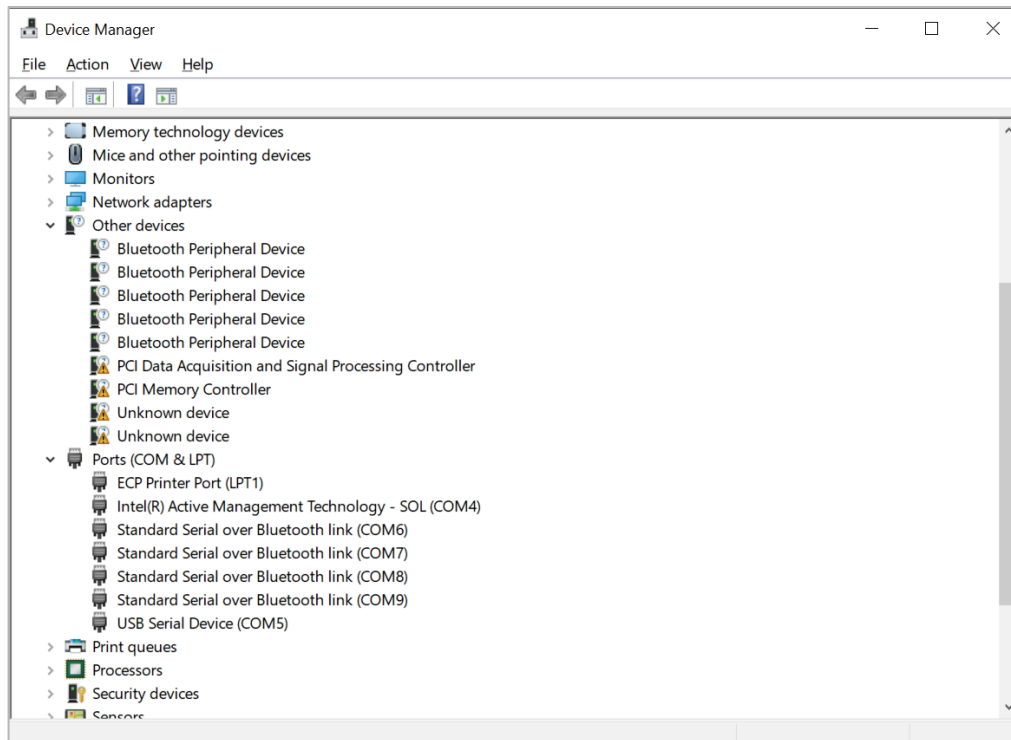 Device Manager
File Action View Help
Memory technology devices
Mice and other pointing devices
Monitors
Network adapters
Other devices
Bluetooth Peripheral Device
Bluetooth Peripheral Device
Bluetooth Peripheral Device
Bluetooth Peripheral Device
Bluetooth Peripheral Device
PCI Data Acquisition and Signal Processing Controller
PCI Memory Controller
Unknown device
Unknown device
Ports (COM & LPT)
ECP Printer Port (LPT1)
Intel(R) Active Management Technology - SOL (COM4)
Standard Serial over Bluetooth link (COM6)
Standard Serial over Bluetooth link (COM7)
Standard Serial over Bluetooth link (COM8)
Standard Serial over Bluetooth link (COM9)
USB Serial Device (COM5)
Print queues
Processors
Security devices
Sensors